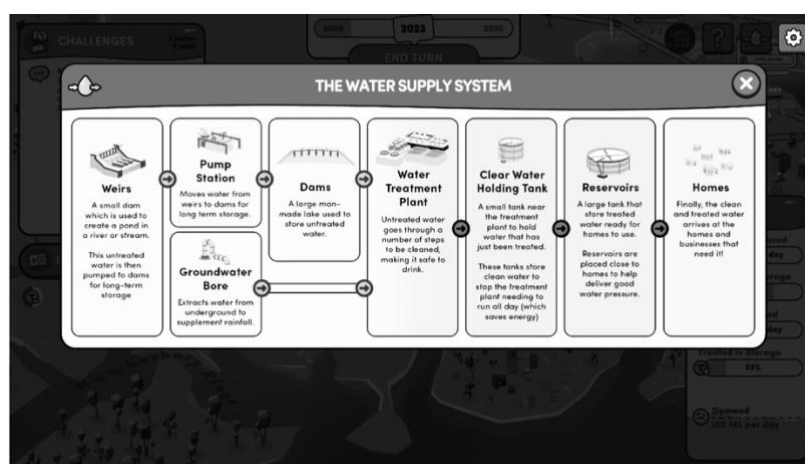 CHALLENGES
2023
END TURN
?
THE WATER SUPPLY SYSTEM
Weirs
A small dam
which is used to
create a pond in
a river or stream.
This untreated
water is then
pumped to dams
for long-term
storage
Pump
Station
Moves water from
weirs to dams for
long term storage.
Groundwater
Bore
Extracts water from
underground to
supplement rainfall.
Dams
A large man-
made lake used to
store untreated
water.
Water
Treatment
Plant
Untreated water
goes through a
number of steps
to be cleaned,
making it safe to
drink.
Clear Water
Holding Tank
A small tank near
the treatment
plant to hold
water that has
just been treated.
These tanks store
clean water to
stop the treatment
plant needing to
run all day (which
saves energy)
Reservoirs
A large tank that
store treated
water ready for
homes to use.
Reservoirs are
placed close to
homes to help
deliver good
water pressure.
Homes
Finally, the clean
and treated water
arrives at the
homes and
businesses that
need it!
Treated in Storage
32%
Demand
100 ML per day